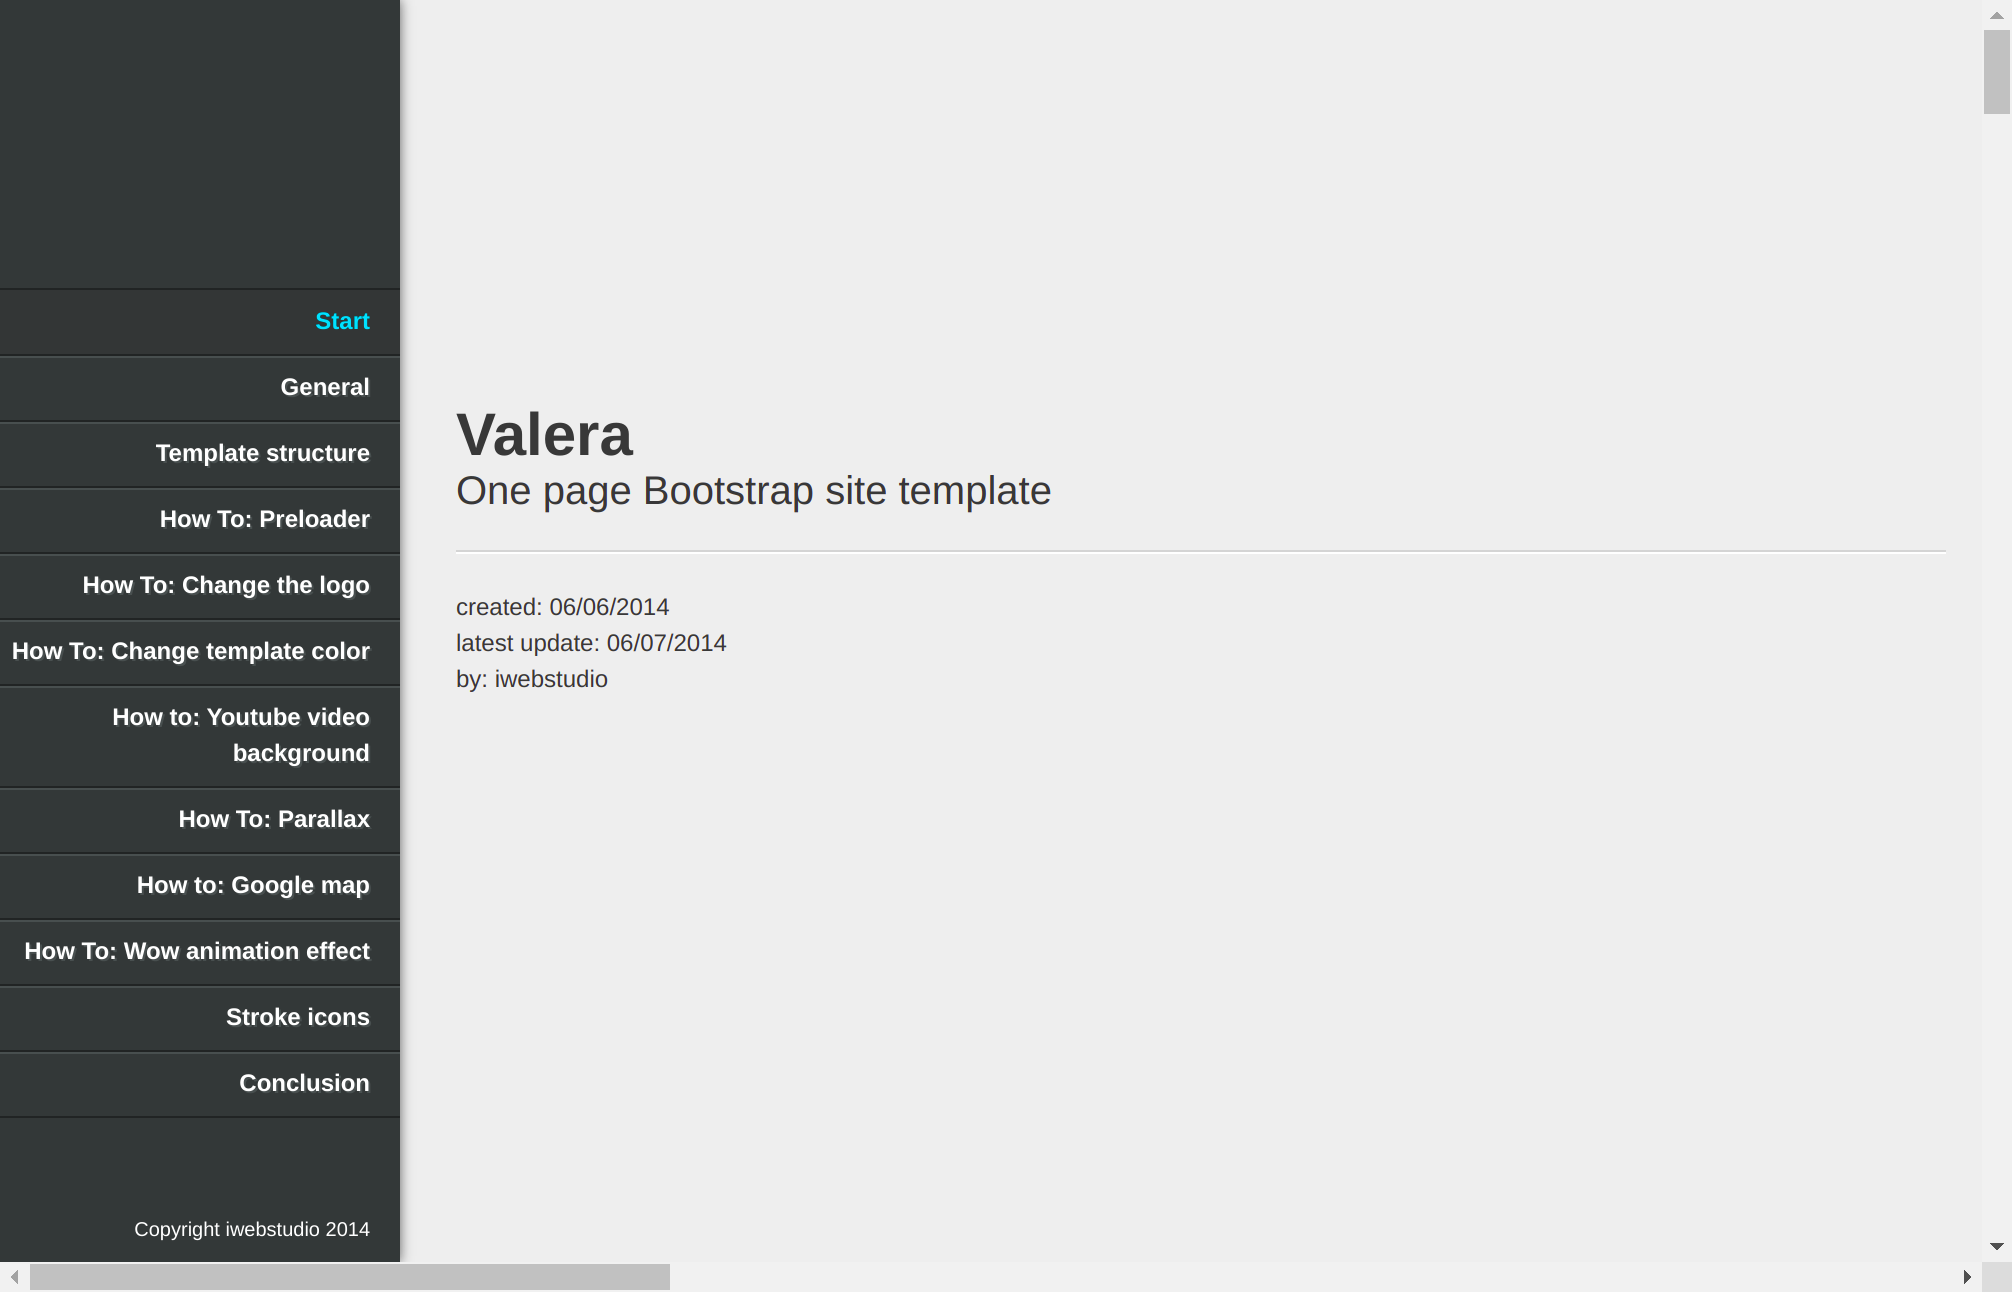 Start
General
Template structure
How To: Preloader
How To: Change the logo
How To: Change template color
How to: Youtube video
background
How To: Parallax
How to: Google map
How To: Wow animation effect
Stroke icons
Conclusion
Copyright iwebstudio 2014
Valera
One page Bootstrap site template
created: 06/06/2014
latest update: 06/07/2014
by: iwebstudio